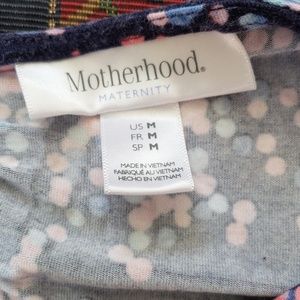 Motherhood®
MATERNITY
US M
FR M
SP M
MADE IN VIETNAM
FABRIQUÉ AU VIETNAM
HECHO EN VIETNAM